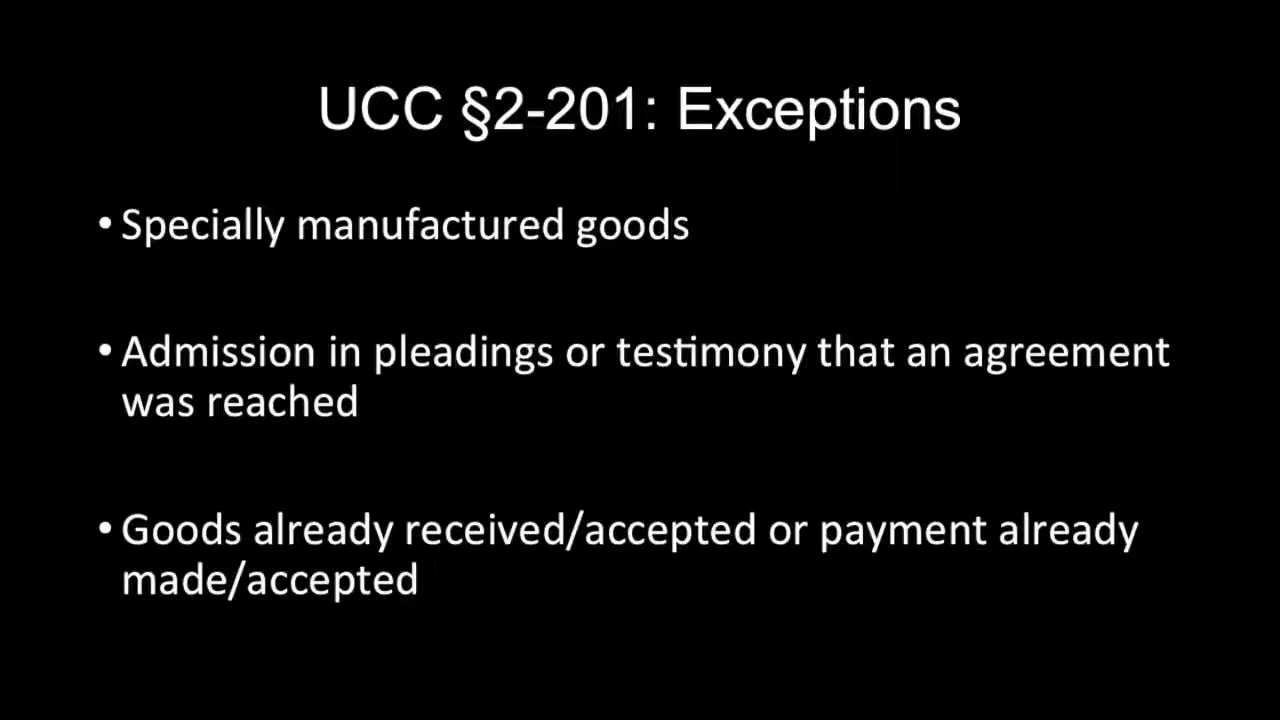 UCC §2-201: Exceptions
• Specially manufactured goods
• Admission in pleadings or testimony that an agreement
was reached
• Goods already received/accepted or payment already
made/accepted